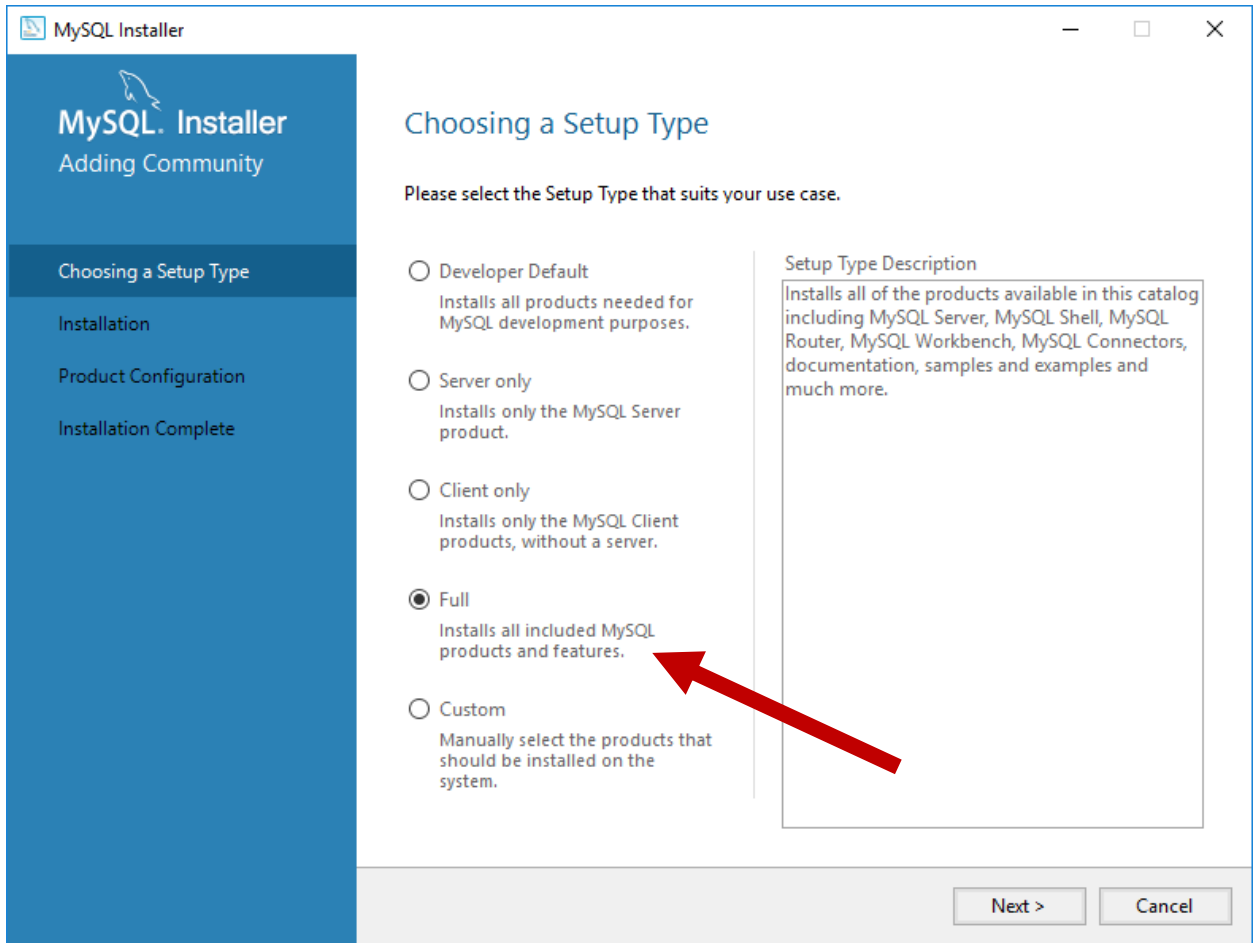 MySQL Installer
MySQL. Installer
Adding Community
Choosing a Setup Type
Installation
Product Configuration
Installation Complete
Choosing a Setup Type
Please select the Setup Type that suits your use case.
Developer Default
Installs all products needed for
MySQL development purposes.
Server only
Installs only the MySQL Server
product.
Client only
Installs only the MySQL Client
products, without a server.
Full
Installs all included MySQL
products and features.
Custom
Manually select the products that
should be installed on the
system.
Setup Type Description
Installs all of the products available in this catalog
including MySQL Server, MySQL Shell, MySQL
Router, MySQL Workbench, MySQL Connectors,
documentation, samples and examples and
much more.
Next >
Cancel